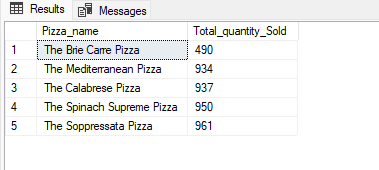 Results Messages
Pizza_name Total_quantity_Sold
1 The Brie Carre Pizza 490
2 The Mediterranean Pizza 934
3 The Calabrese Pizza 937
4 The Spinach Supreme Pizza 950
5 The Soppressata Pizza 961